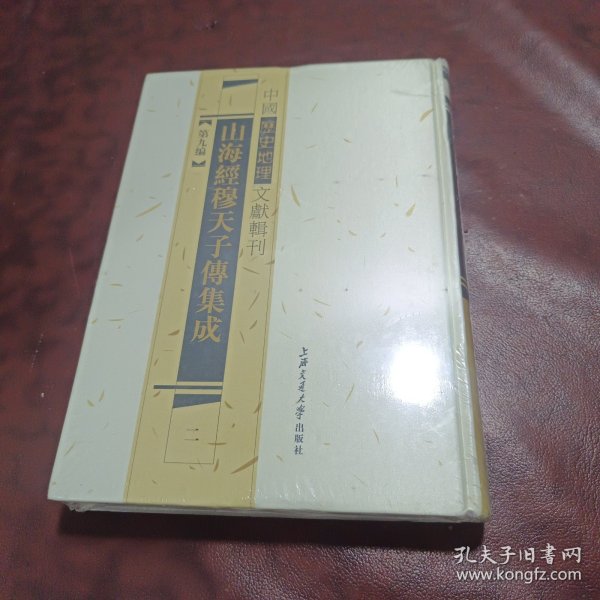 中國歷史地理文獻輯刊
【第九编】
山海經穆天子傳集成
二
上海交通大學出版社
孔夫子旧书网
www.kongfz.com